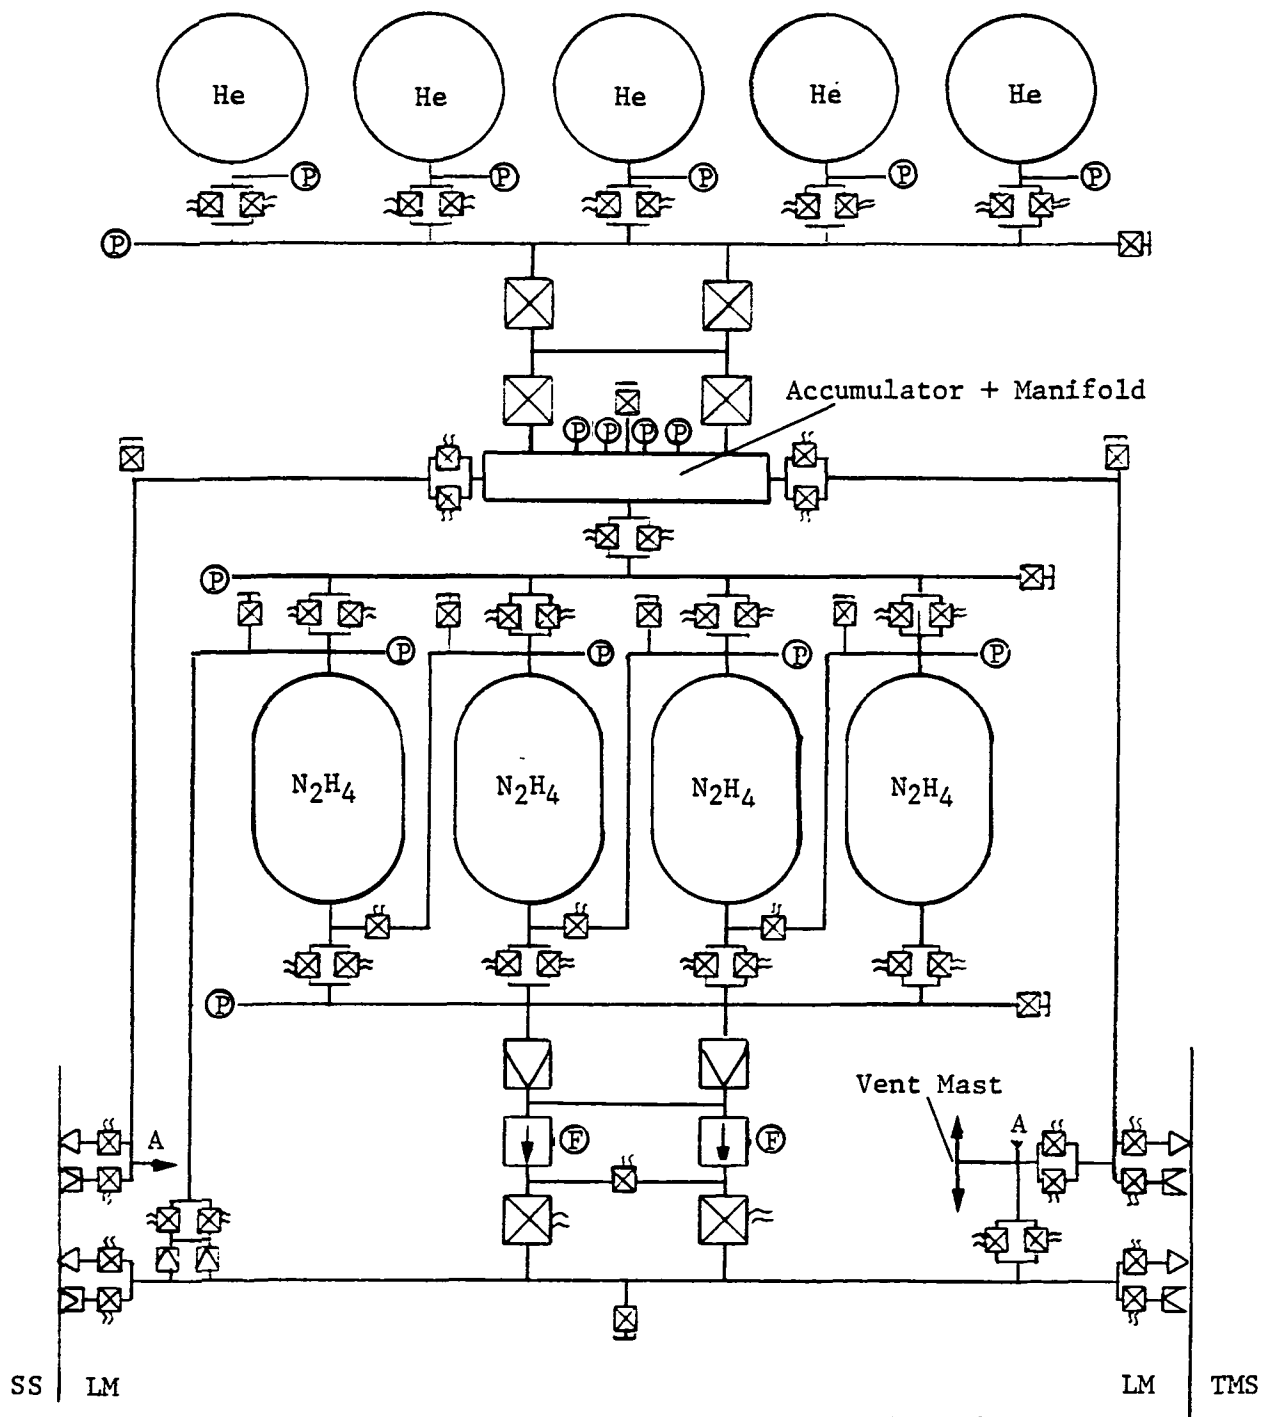 He He He He He
P P P P P
P
Accumulator + Manifold
P P P P
P
P P P P
N₂H₄ N₂H₄ N₂H₄ N₂H₄
P
Vent Mast
F F
A A
SS LM LM TMS